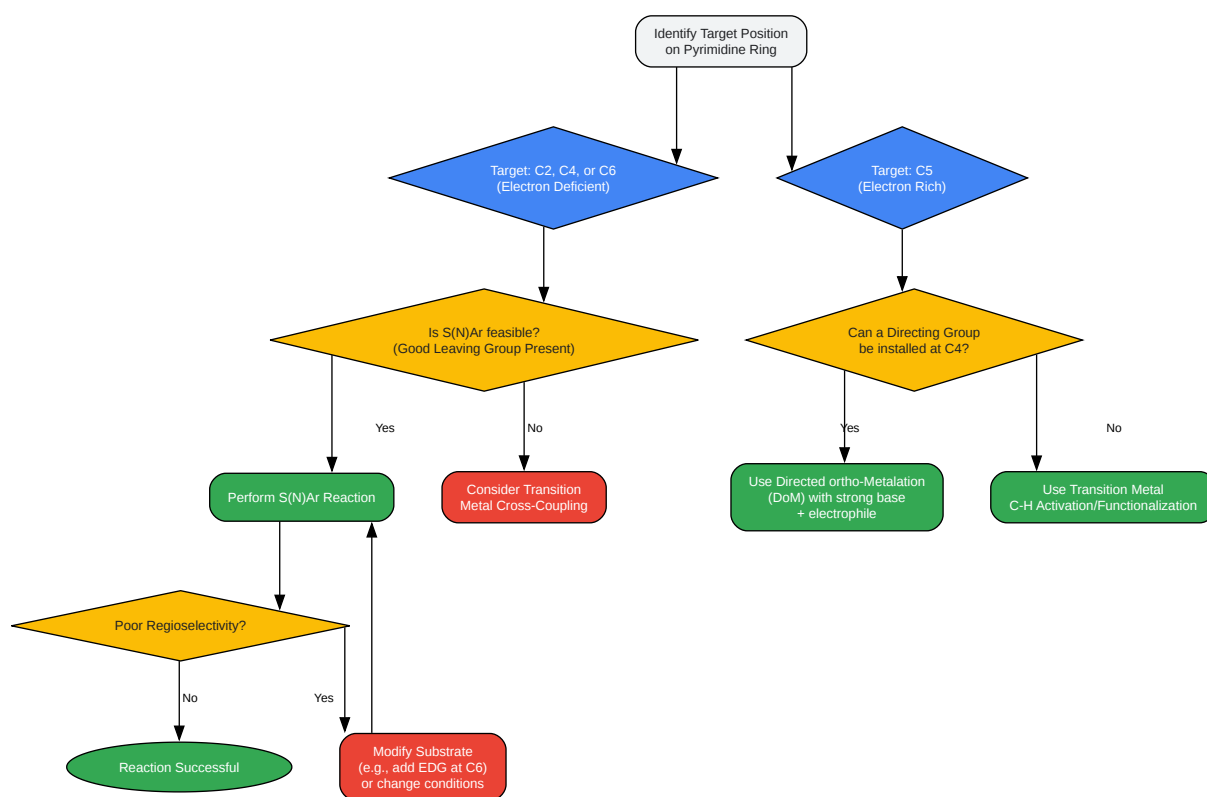 Identify Target Position
on Pyrimidine Ring
Target: C2, C4, or C6
(Electron Deficient)
Target: C5
(Electron Rich)
Is S(N)Ar feasible?
(Good Leaving Group Present)
Can a Directing Group
be installed at C4?
Yes
No
Yes
No
Perform S(N)Ar Reaction
Consider Transition
Metal Cross-Coupling
Use Directed ortho-Metalation
(DoM) with strong base
+ electrophile
Use Transition Metal
C-H Activation/Functionalization
Poor Regioselectivity?
No
Yes
Reaction Successful
Modify Substrate
(e.g., add EDG at C6)
or change conditions